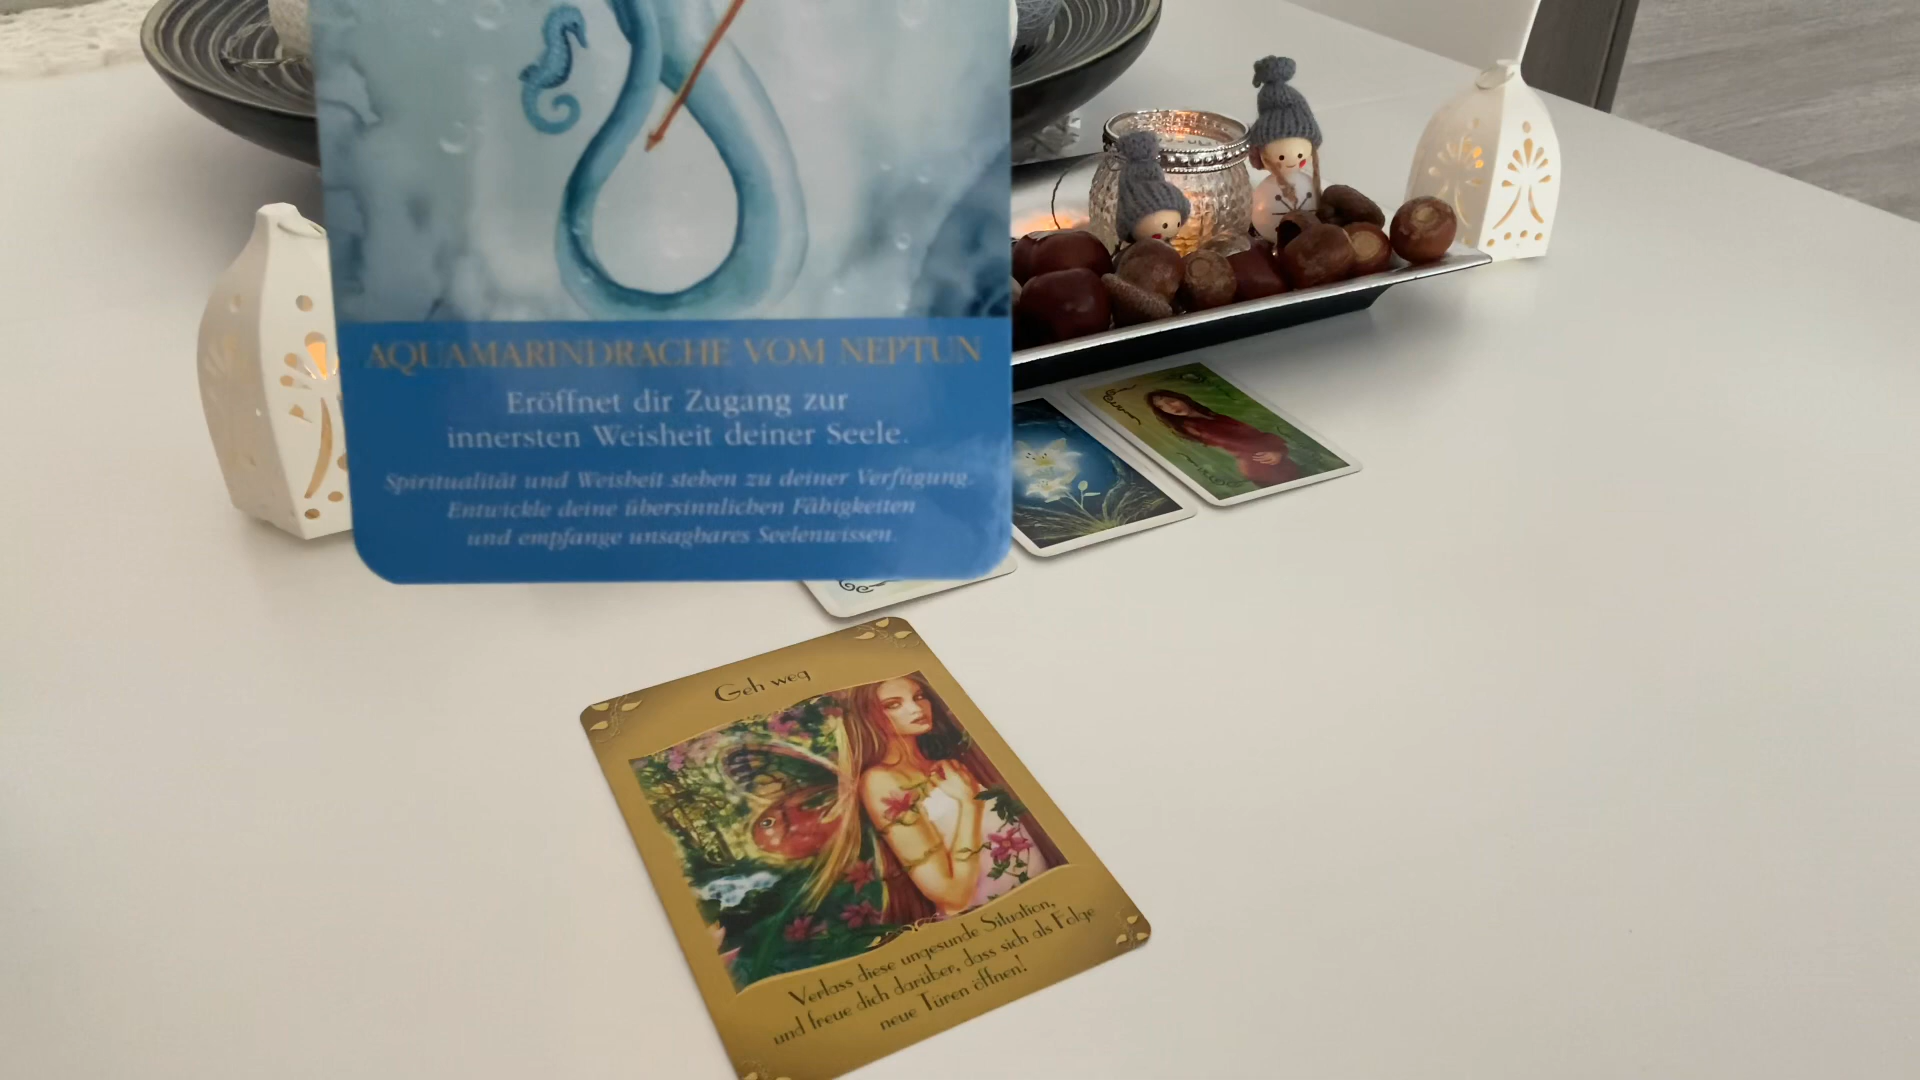 AQUAMARINDRACHE VOM NEPTUN
Eröffnet dir Zugang zur
innersten Weisheit deiner Seele.
Spiritualität und Weisheit stehen zu deiner Verfügung.
Entwickle deine übersinnlichen Fähigkeiten
und empfange unsagbares Seelenwissen.
Geh weg
Verlass diese ungesunde Situation,
und freue dich darüber, dass sich als Folge
neue Türen öffnen!